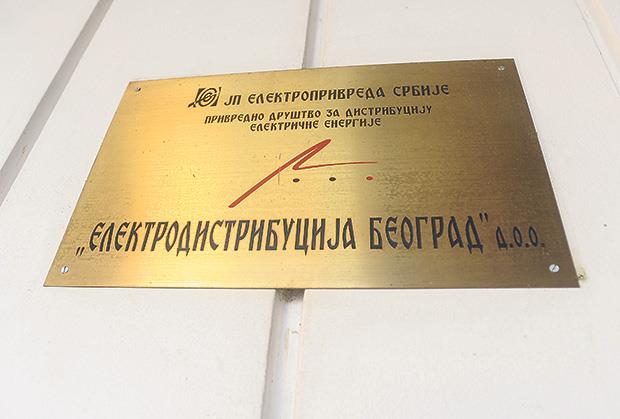 ЈП ЕЛЕКТРОПРИВРЕДА СРБИЈЕ
ПРИВРЕДНО ДРУШТВО ЗА ДИСТРИБУЦИЈУ
ЕЛЕКТРИЧНЕ ЕНЕРГИЈЕ
„ЕЛЕКТРОДИСТРИБУЦИЈА БЕОГРАД" Д.О.О.